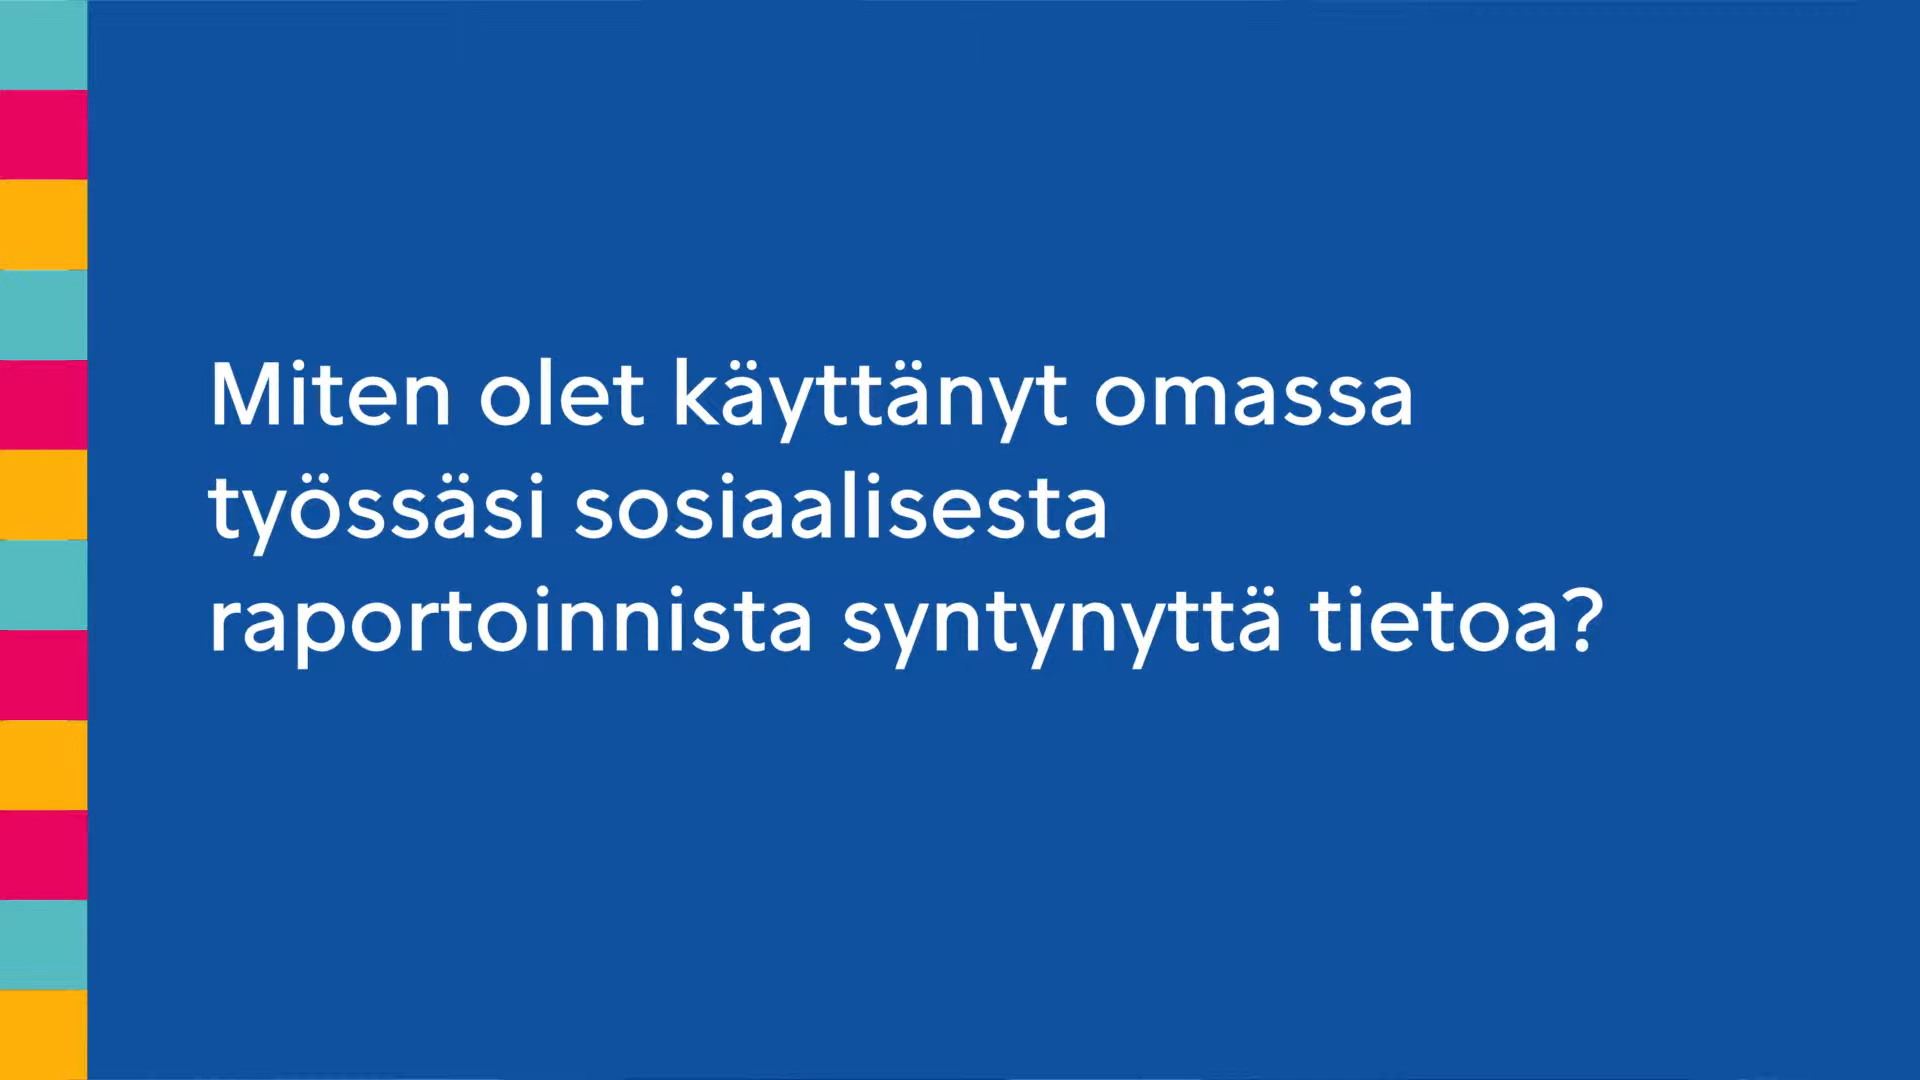 Miten olet käyttänyt omassa
työssäsi sosiaalisesta
raportoinnista syntynyttä tietoa?